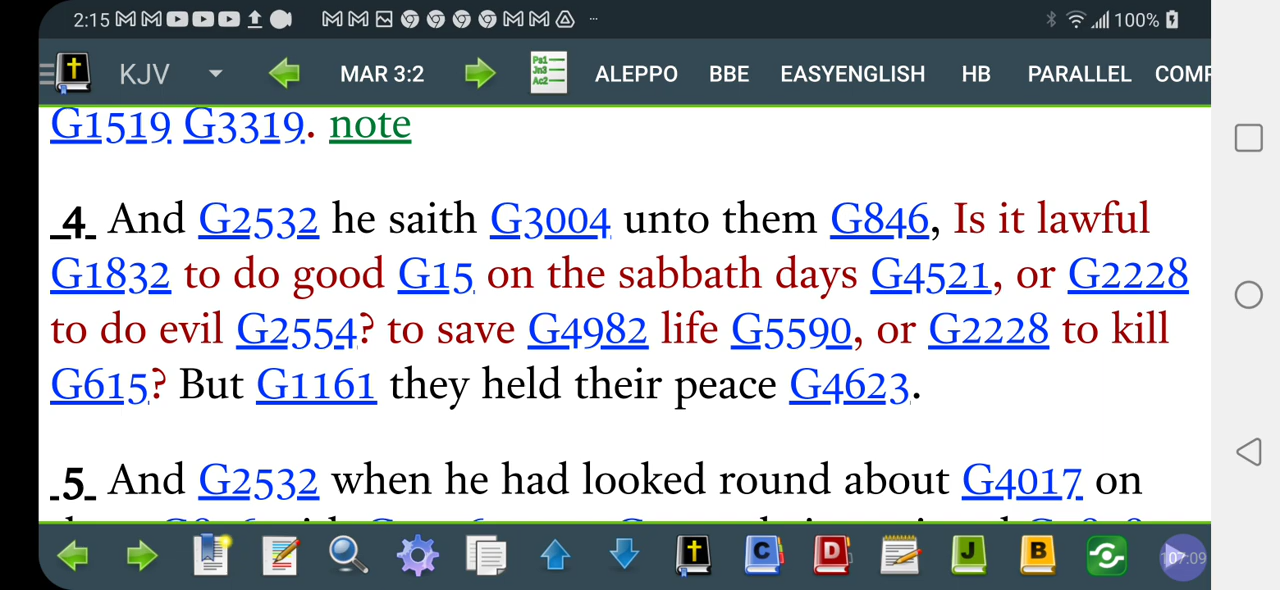 2:15 100%
KJV MAR 3:2 ALEPPO BBE EASYENGLISH HB PARALLEL COMP
G1519 G3319. note
4 And G2532 he saith G3004 unto them G846, Is it lawful
G1832 to do good G15 on the sabbath days G4521, or G2228
to do evil G2554? to save G4982 life G5590, or G2228 to kill
G615? But G1161 they held their peace G4623.
5 And G2532 when he had looked round about G4017 on
C D J B 107:09